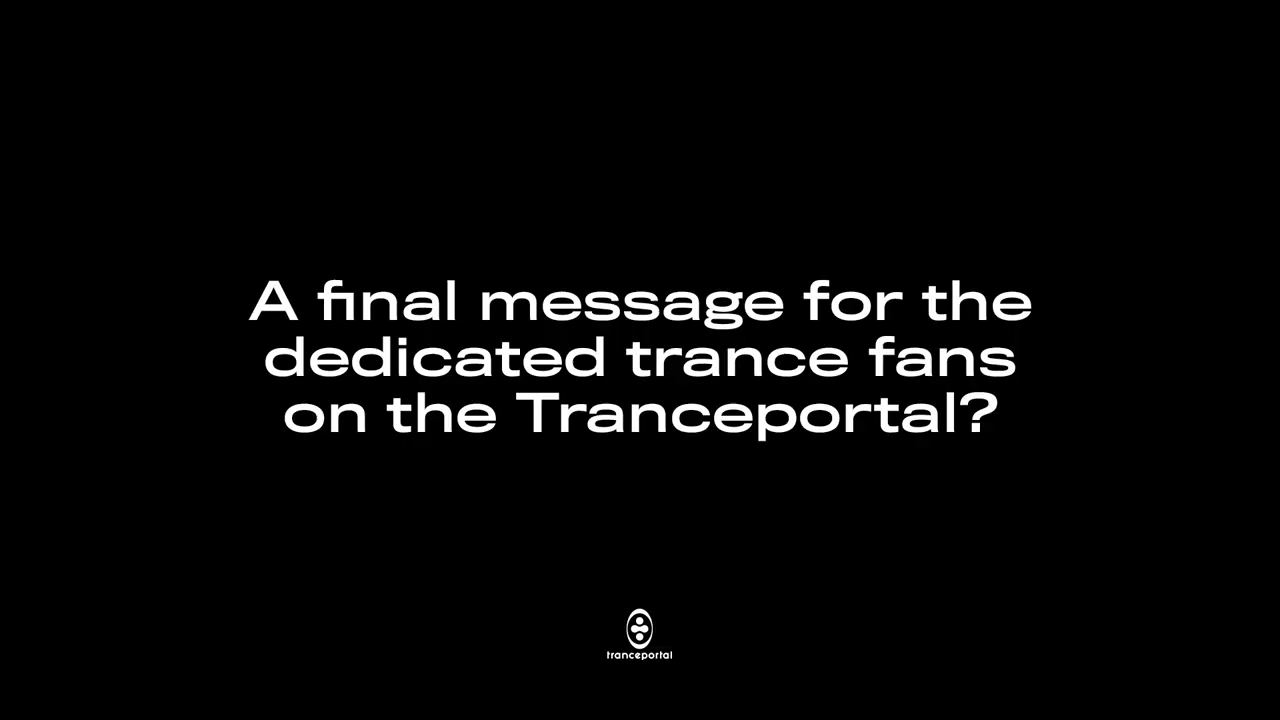 A final message for the
dedicated trance fans
on the Tranceportal?
tranceportal